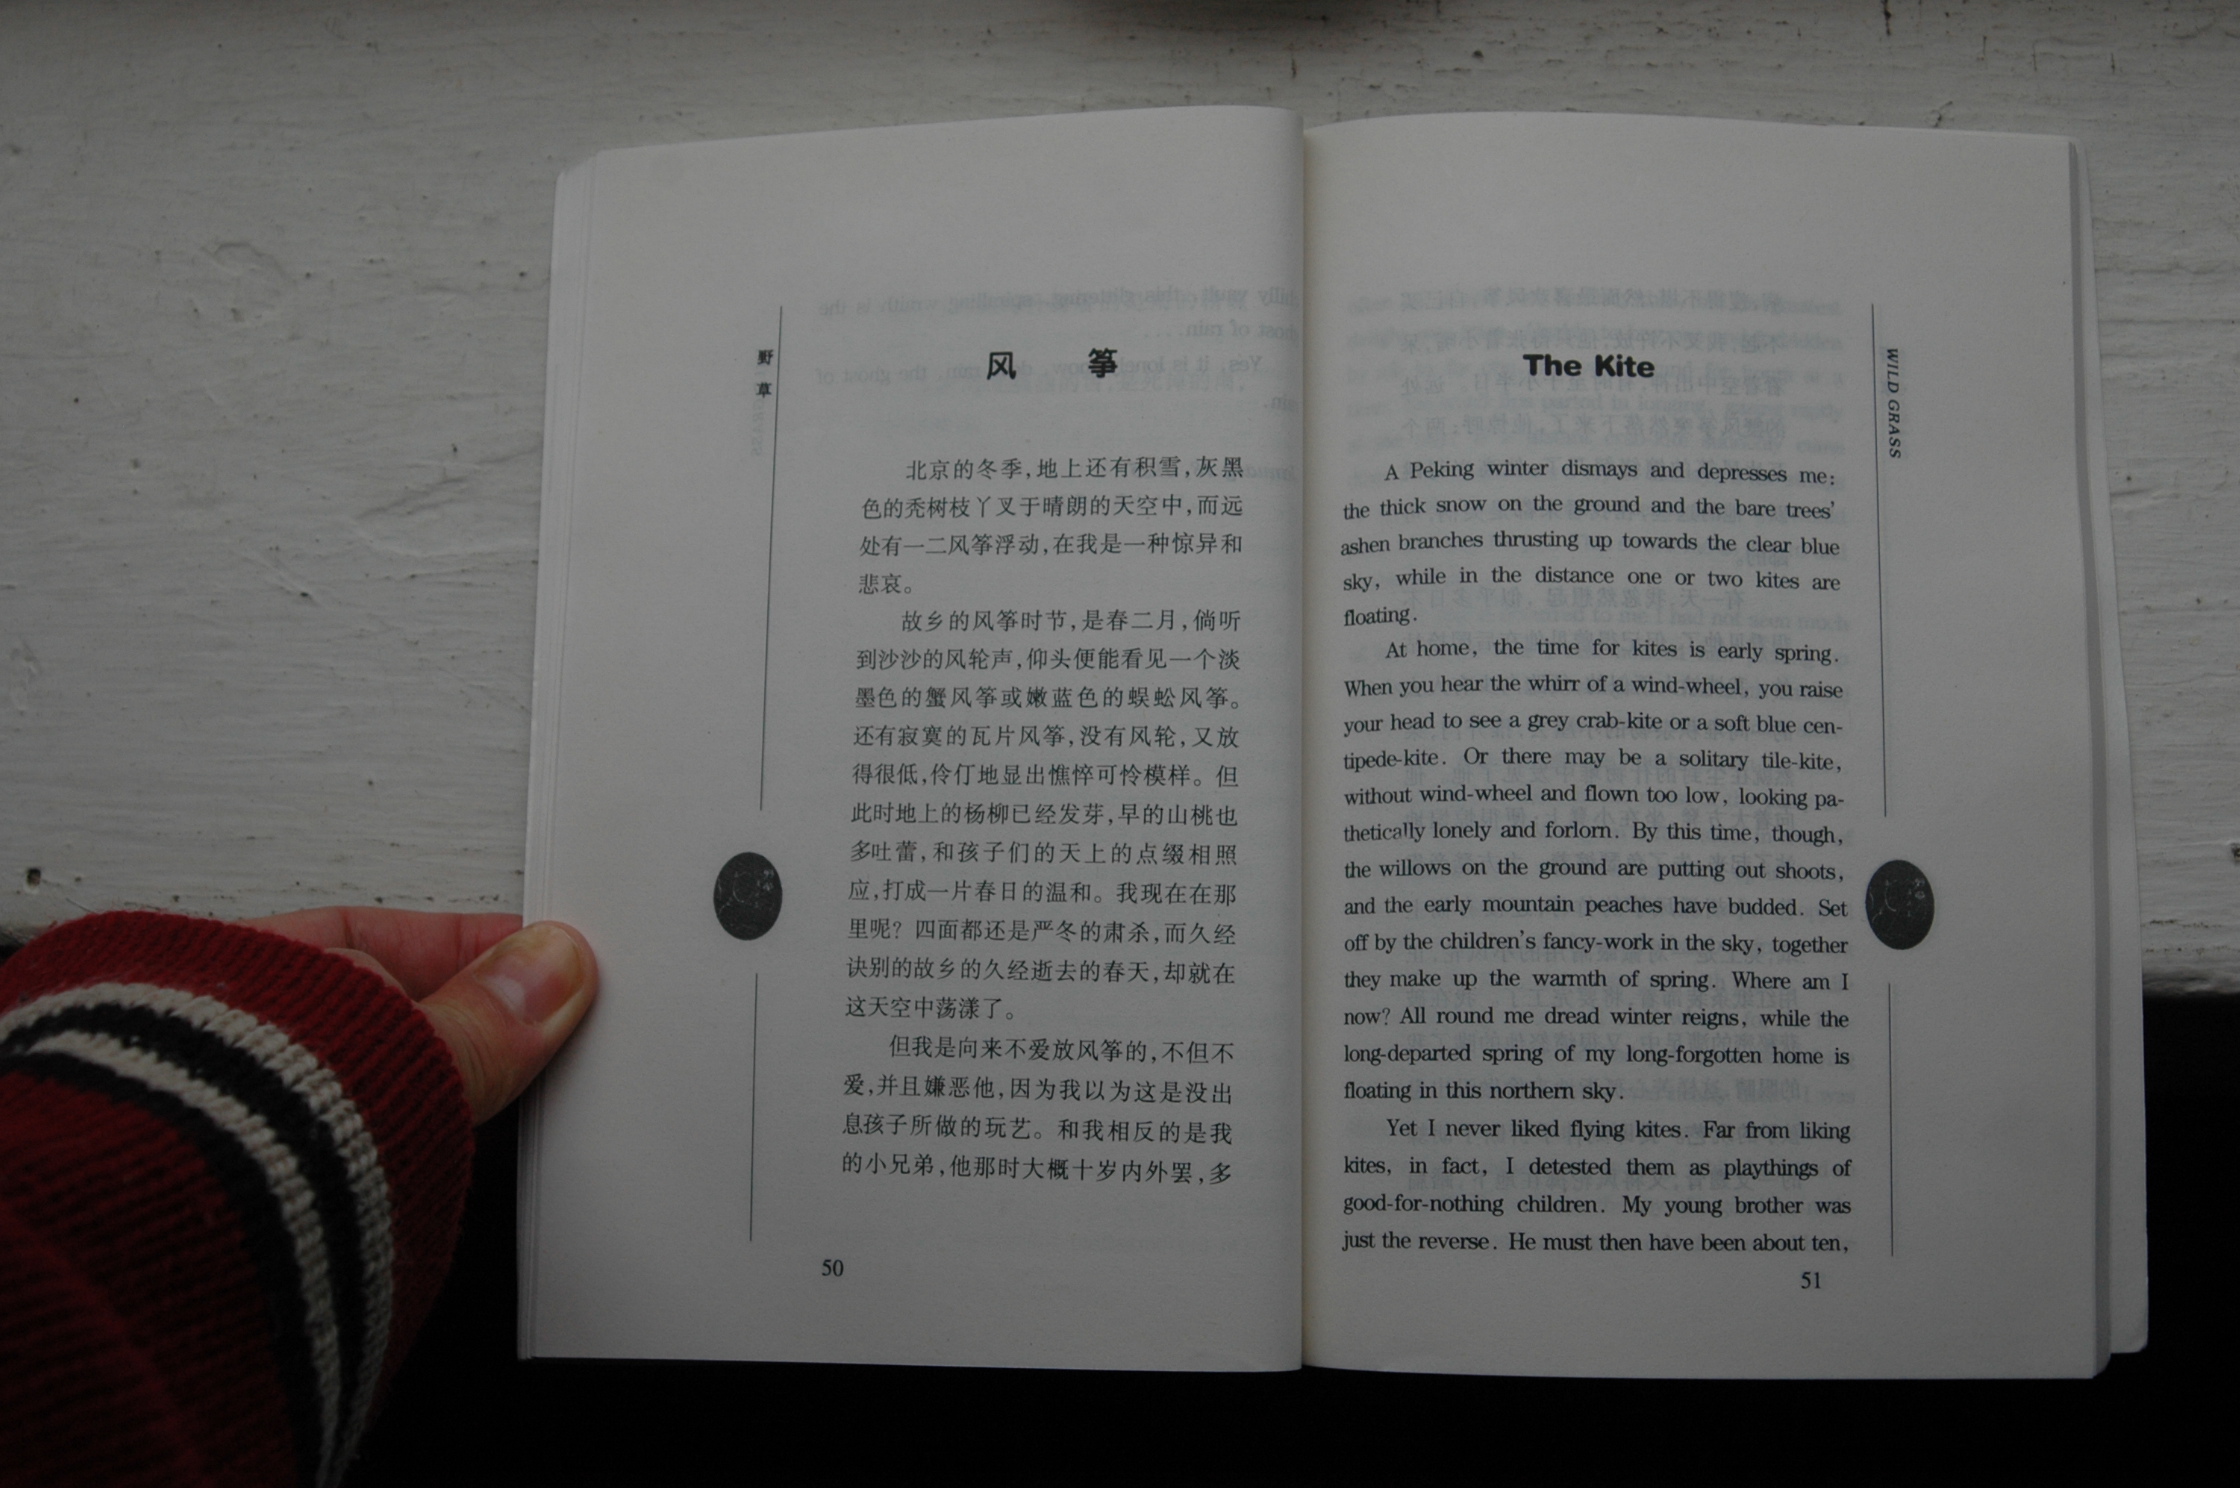 野草
风 筝
北京的冬季,地上还有积雪,灰黑
色的秃树枝丫叉于晴朗的天空中,而远
处有一二风筝浮动,在我是一种惊异和
悲哀。
故乡的风筝时节,是春二月,倘听
到沙沙的风轮声,仰头便能看见一个淡
墨色的蟹风筝或嫩蓝色的蜈蚣风筝。
还有寂寞的瓦片风筝,没有风轮,又放
得很低,伶仃地显出憔悴可怜模样。但
此时地上的杨柳已经发芽,早的山桃也
多吐蕾,和孩子们的天上的点缀相照
应,打成一片春日的温和。我现在在那
里呢?四面都还是严冬的肃杀,而久经
诀别的故乡的久经逝去的春天,却就在
这天空中荡漾了。
但我是向来不爱放风筝的,不但不
爱,并且嫌恶他,因为我以为这是没出
息孩子所做的玩艺。和我相反的是我
的小兄弟,他那时大概十岁内外罢,多
50
The Kite
WILD GRASS
A Peking winter dismays and depresses me:
the thick snow on the ground and the bare trees'
ashen branches thrusting up towards the clear blue
sky, while in the distance one or two kites are
floating.
At home, the time for kites is early spring.
When you hear the whirr of a wind-wheel, you raise
your head to see a grey crab-kite or a soft blue cen-
tipede-kite. Or there may be a solitary tile-kite,
without wind-wheel and flown too low, looking pa-
thetically lonely and forlorn. By this time, though,
the willows on the ground are putting out shoots,
and the early mountain peaches have budded. Set
off by the children's fancy-work in the sky, together
they make up the warmth of spring. Where am I
now? All round me dread winter reigns, while the
long-departed spring of my long-forgotten home is
floating in this northern sky.
Yet I never liked flying kites. Far from liking
kites, in fact, I detested them as playthings of
good-for-nothing children. My young brother was
just the reverse. He must then have been about ten,
51